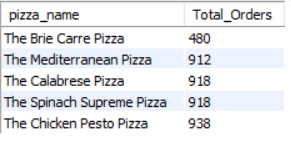 pizza_name Total_Orders
The Brie Carre Pizza 480
The Mediterranean Pizza 912
The Calabrese Pizza 918
The Spinach Supreme Pizza 918
The Chicken Pesto Pizza 938